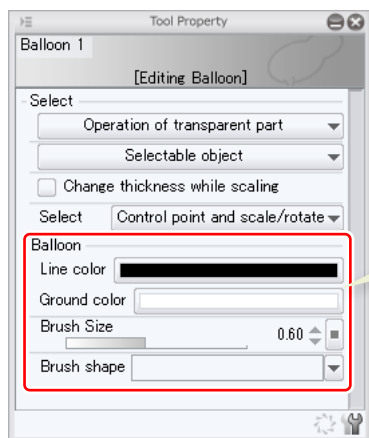 Tool Property
Balloon 1
[Editing Balloon]
Select
Operation of transparent part
Selectable object
Change thickness while scaling
Select Control point and scale/rotate
Balloon
Line color
Ground color
Brush Size 0.60
Brush shape